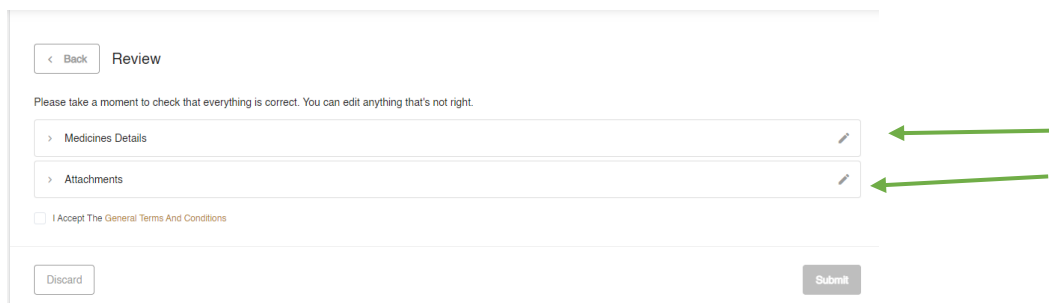 Back Review
Please take a moment to check that everything is correct. You can edit anything that's not right.
Medicines Details
Attachments
I Accept The General Terms And Conditions
Discard Submit